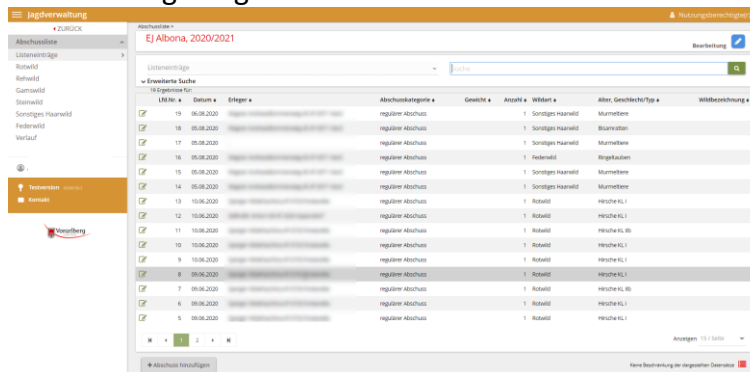 Jagdverwaltung
Nutzungsberechtigte(r)
ZURÜCK
Abschussliste
Listeneinträge
Rotwild
Rehwild
Gamswild
Steinwild
Sonstiges Haarwild
Federwild
Verlauf
Testversion
Kontakt
Vorarlberg
Abschussliste >
EJ Albona, 2020/2021
Bearbeitung
Listeneinträge
Suche
Erweiterte Suche
19 Ergebnisse für:
Lfd.Nr. Datum Erleger Abschusskategorie Gewicht Anzahl Wildart Alter, Geschlecht/Typ Wildbezeichnung
19 06.08.2020 regulärer Abschuss 1 Sonstiges Haarwild Murmeltiere
18 05.08.2020 regulärer Abschuss 1 Sonstiges Haarwild Bisamratten
17 05.08.2020 regulärer Abschuss 1 Sonstiges Haarwild Murmeltiere
16 05.08.2020 regulärer Abschuss 1 Federwild Ringeltauben
15 05.08.2020 regulärer Abschuss 1 Sonstiges Haarwild Murmeltiere
14 05.08.2020 regulärer Abschuss 1 Sonstiges Haarwild Murmeltiere
13 10.06.2020 regulärer Abschuss 1 Rotwild Hirsche KL I
12 10.06.2020 regulärer Abschuss 1 Rotwild Hirsche KL I
11 10.06.2020 regulärer Abschuss 1 Rotwild Hirsche KL IIb
10 10.06.2020 regulärer Abschuss 1 Rotwild Hirsche KL I
9 10.06.2020 regulärer Abschuss 1 Rotwild Hirsche KL I
8 09.06.2020 regulärer Abschuss 1 Rotwild Hirsche KL I
7 09.06.2020 regulärer Abschuss 1 Rotwild Hirsche KL IIb
6 09.06.2020 regulärer Abschuss 1 Rotwild Hirsche KL I
5 09.06.2020 regulärer Abschuss 1 Rotwild Hirsche KL I
1 2
Anzeigen 15 / Seite
+ Abschuss hinzufügen
Keine Beschränkung der dargestellten Datensätze